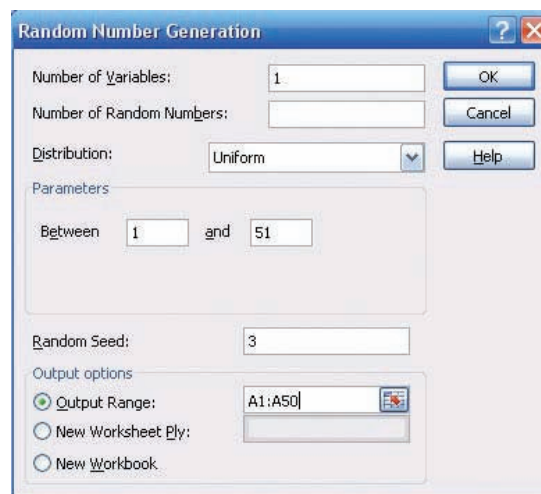 Random Number Generation
Number of Variables: 1 OK
Number of Random Numbers: Cancel
Distribution: Uniform Help
Parameters
Between 1 and 51
Random Seed: 3
Output options
Output Range: A1:A50
New Worksheet Ply:
New Workbook